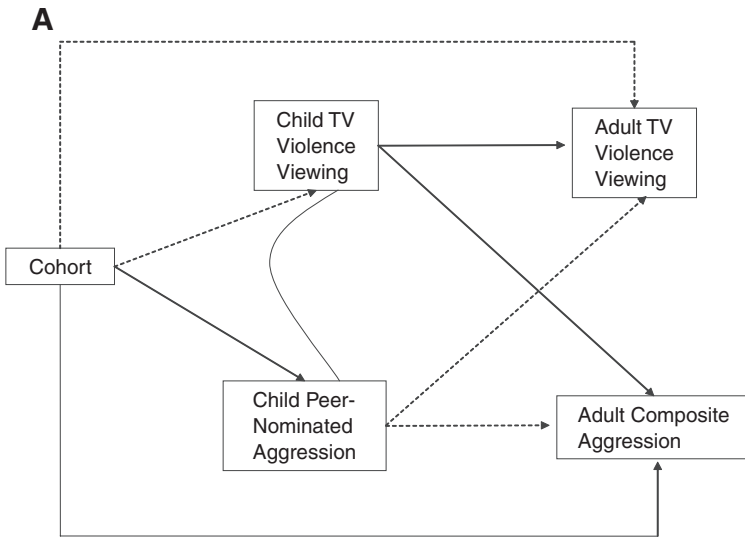 A
Child TV
Violence
Viewing
Adult TV
Violence
Viewing
Cohort
Child Peer-
Nominated
Aggression
Adult Composite
Aggression